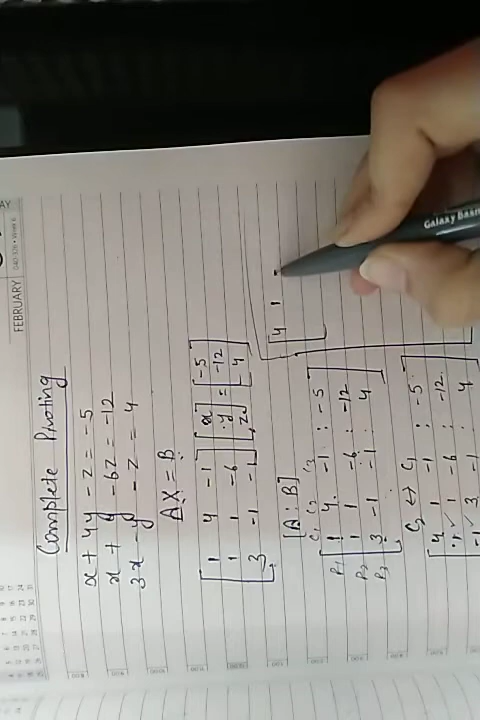 FEBRUARY
Complete Pivoting
x + 4y - z = -5
x + y - 6z = -12
3x - y - z = 4
AX = B
[1 4 -1] [x] = [-5]
[1 1 -6] [y] = [-12]
[3 -1 -1] [z] = [4]
[A : B]
C1 C2 C3
R1 [1 4 -1 : -5]
R2 [1 1 -6 : -12]
R3 [3 -1 -1 : 4]
C2 ↔ C1
[4 1 -1 : -5]
[1 1 -6 : -12]
[-1 3 -1 : 4]
[4 1 -
Galaxy